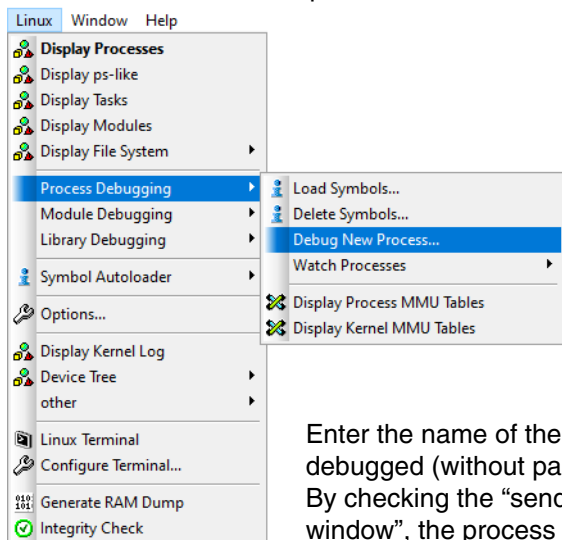 Linux Window Help
Display Processes
Display ps-like
Display Tasks
Display Modules
Display File System
Process Debugging
Module Debugging
Library Debugging
Symbol Autoloader
Options...
Display Kernel Log
Device Tree
other
Linux Terminal
Configure Terminal...
Generate RAM Dump
Integrity Check
Load Symbols...
Delete Symbols...
Debug New Process...
Watch Processes
Display Process MMU Tables
Display Kernel MMU Tables
Enter the name of the
debugged (without pa
By checking the “send
window”, the process